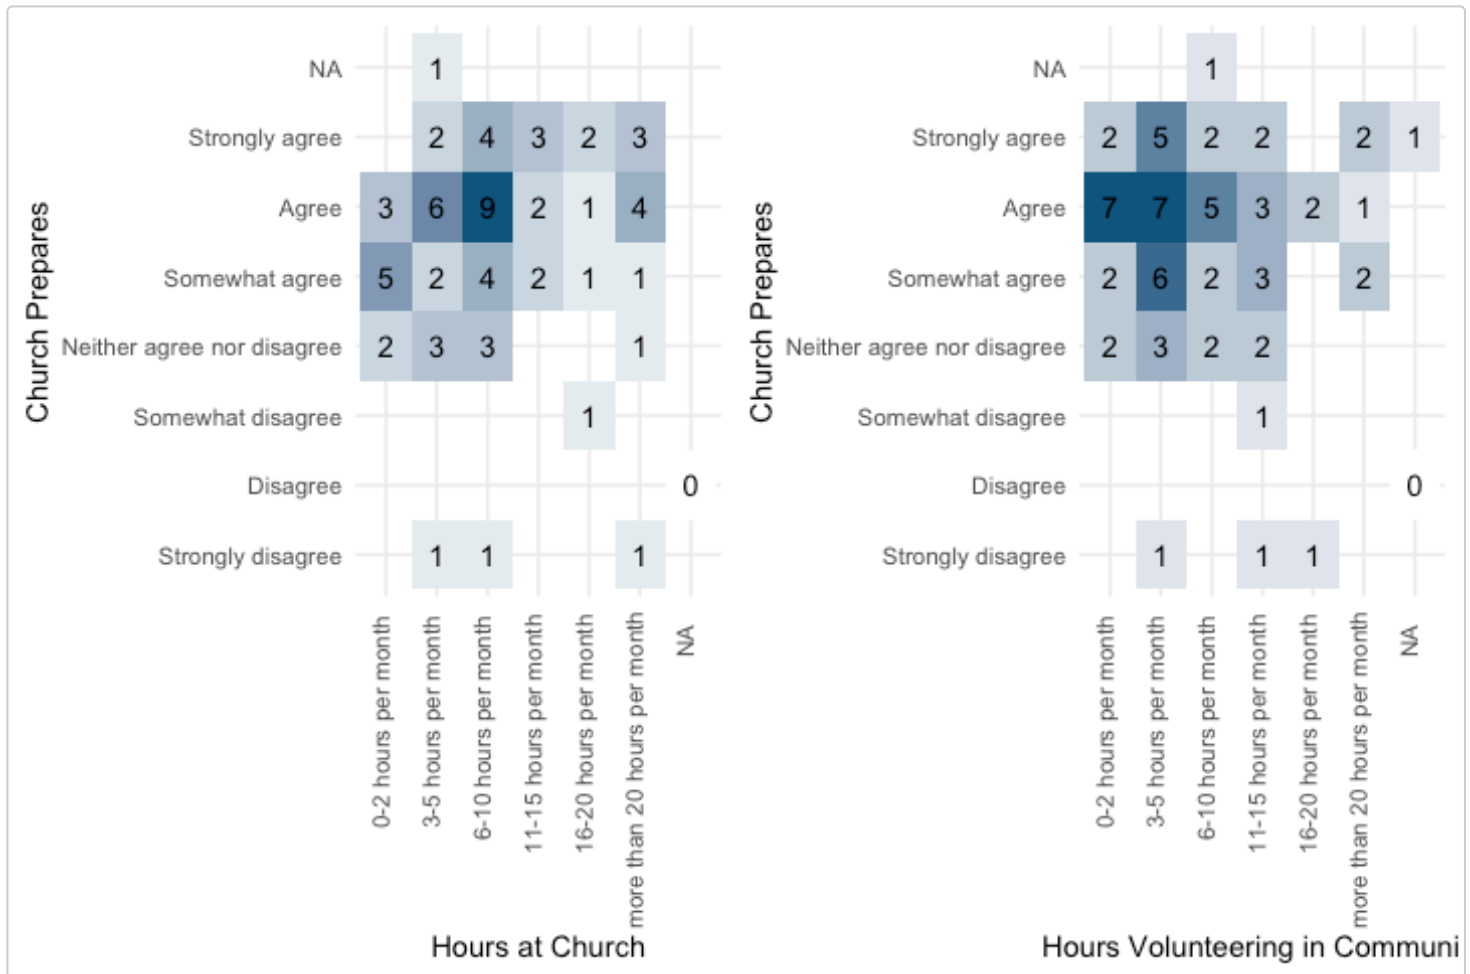 NA 1
Strongly agree 2 4 3 2 3
Agree 3 6 9 2 1 4
Somewhat agree 5 2 4 2 1 1
Neither agree nor disagree 2 3 3 1
Somewhat disagree 1
Disagree 0
Strongly disagree 1 1 1
Church Prepares
0-2 hours per month
3-5 hours per month
6-10 hours per month
11-15 hours per month
16-20 hours per month
more than 20 hours per month
NA
Hours at Church
NA 1
Strongly agree 2 5 2 2 2 1
Agree 7 7 5 3 2 1
Somewhat agree 2 6 2 3 2
Neither agree nor disagree 2 3 2 2
Somewhat disagree 1
Disagree 0
Strongly disagree 1 1 1
Church Prepares
0-2 hours per month
3-5 hours per month
6-10 hours per month
11-15 hours per month
16-20 hours per month
more than 20 hours per month
NA
Hours Volunteering in Communi